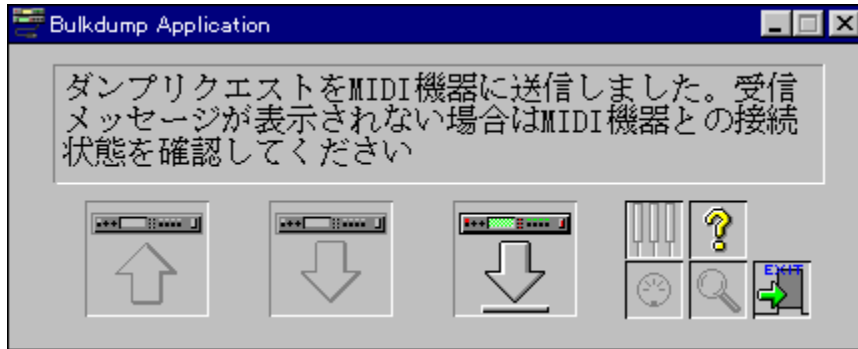 Bulkdump Application
ダンプリクエストをMIDI機器に送信しました。受信
メッセージが表示されない場合はMIDI機器との接続
状態を確認してください
EXIT